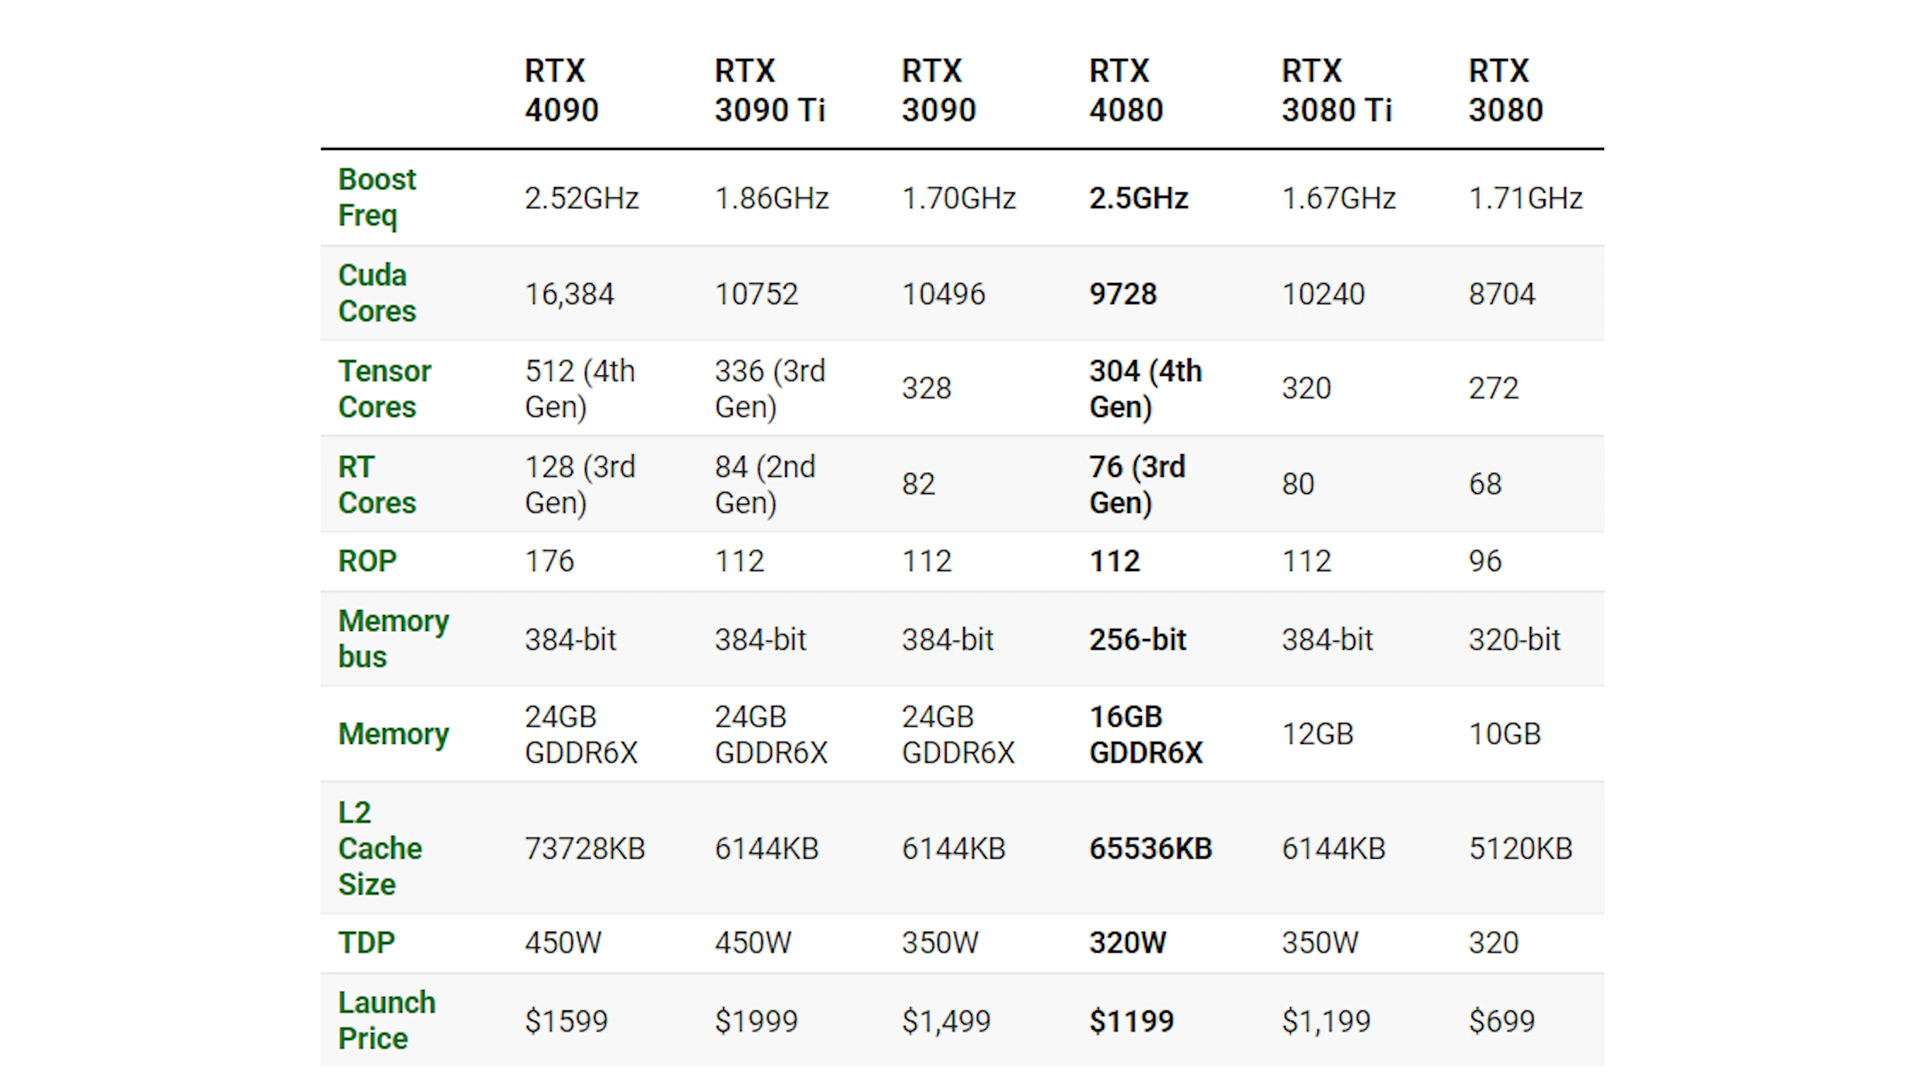 RTX 4090 RTX 3090 Ti RTX 3090 RTX 4080 RTX 3080 Ti RTX 3080
Boost Freq 2.52GHz 1.86GHz 1.70GHz 2.5GHz 1.67GHz 1.71GHz
Cuda Cores 16,384 10752 10496 9728 10240 8704
Tensor Cores 512 (4th Gen) 336 (3rd Gen) 328 304 (4th Gen) 320 272
RT Cores 128 (3rd Gen) 84 (2nd Gen) 82 76 (3rd Gen) 80 68
ROP 176 112 112 112 112 96
Memory bus 384-bit 384-bit 384-bit 256-bit 384-bit 320-bit
Memory 24GB GDDR6X 24GB GDDR6X 24GB GDDR6X 16GB GDDR6X 12GB 10GB
L2 Cache Size 73728KB 6144KB 6144KB 65536KB 6144KB 5120KB
TDP 450W 450W 350W 320W 350W 320
Launch Price $1599 $1999 $1,499 $1199 $1,199 $699